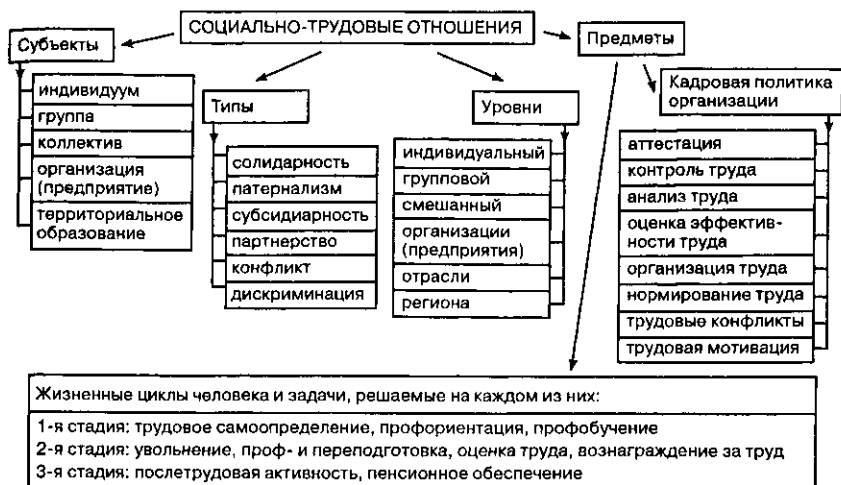 СОЦИАЛЬНО-ТРУДОВЫЕ ОТНОШЕНИЯ
Субъекты
индивидуум
группа
коллектив
организация
(предприятие)
территориальное
образование
Типы
солидарность
патернализм
субсидиарность
партнерство
конфликт
дискриминация
Уровни
индивидуальный
групповой
смешанный
организации
(предприятия)
отрасли
региона
Предметы
Кадровая политика
организации
аттестация
контроль труда
анализ труда
оценка эффектив-
ности труда
организация труда
нормирование труда
трудовые конфликты
трудовая мотивация
Жизненные циклы человека и задачи, решаемые на каждом из них:
1-я стадия: трудовое самоопределение, профориентация, профобучение
2-я стадия: увольнение, проф- и переподготовка, оценка труда, вознаграждение за труд
3-я стадия: послетрудовая активность, пенсионное обеспечение